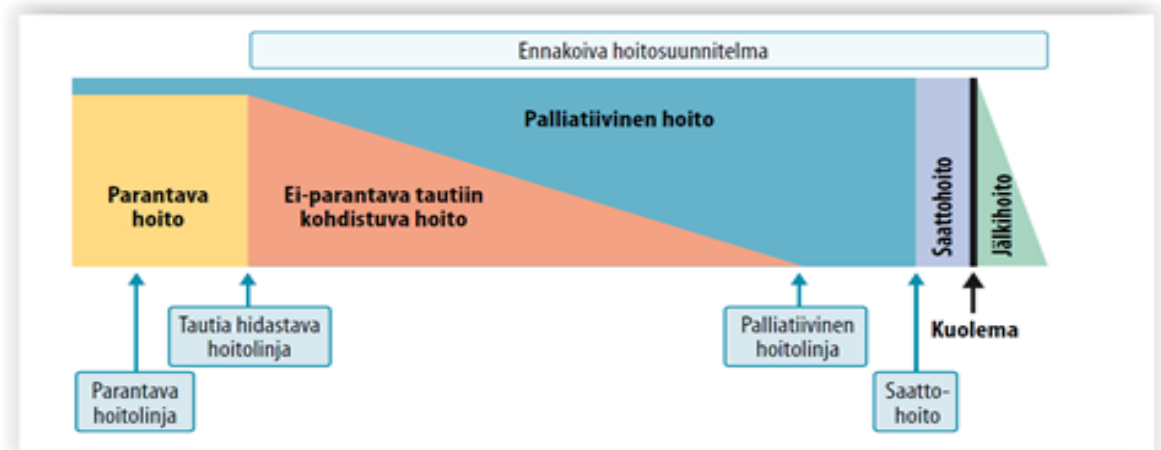 Ennakoiva hoitosuunnitelma
Palliatiivinen hoito
Parantava
hoito
Ei-parantava tautiin
kohdistuva hoito
Saattohoito
Jälkihoito
Tautia hidastava
hoitolinja
Palliatiivinen
hoitolinja
Kuolema
Parantava
hoitolinja
Saatto-
hoito